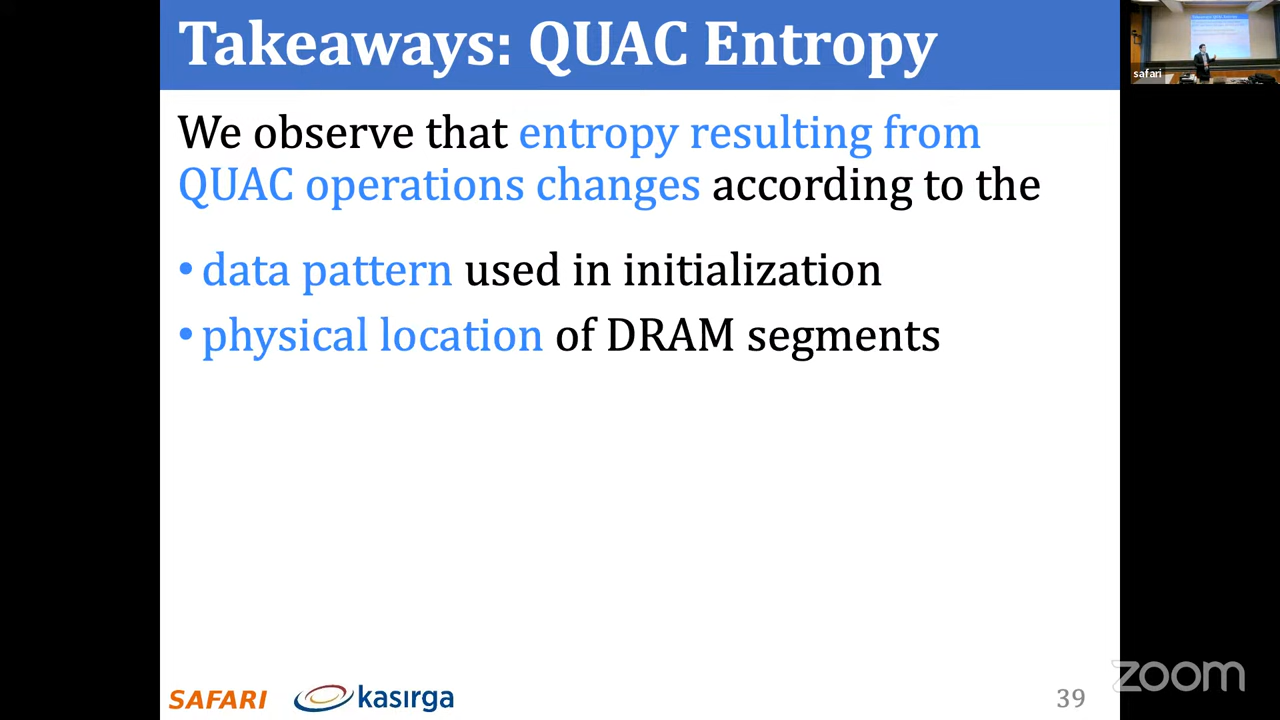 Takeaways: QUAC Entropy
safari
We observe that entropy resulting from
QUAC operations changes according to the
• data pattern used in initialization
• physical location of DRAM segments
SAFARI
kasırga
39
zoom